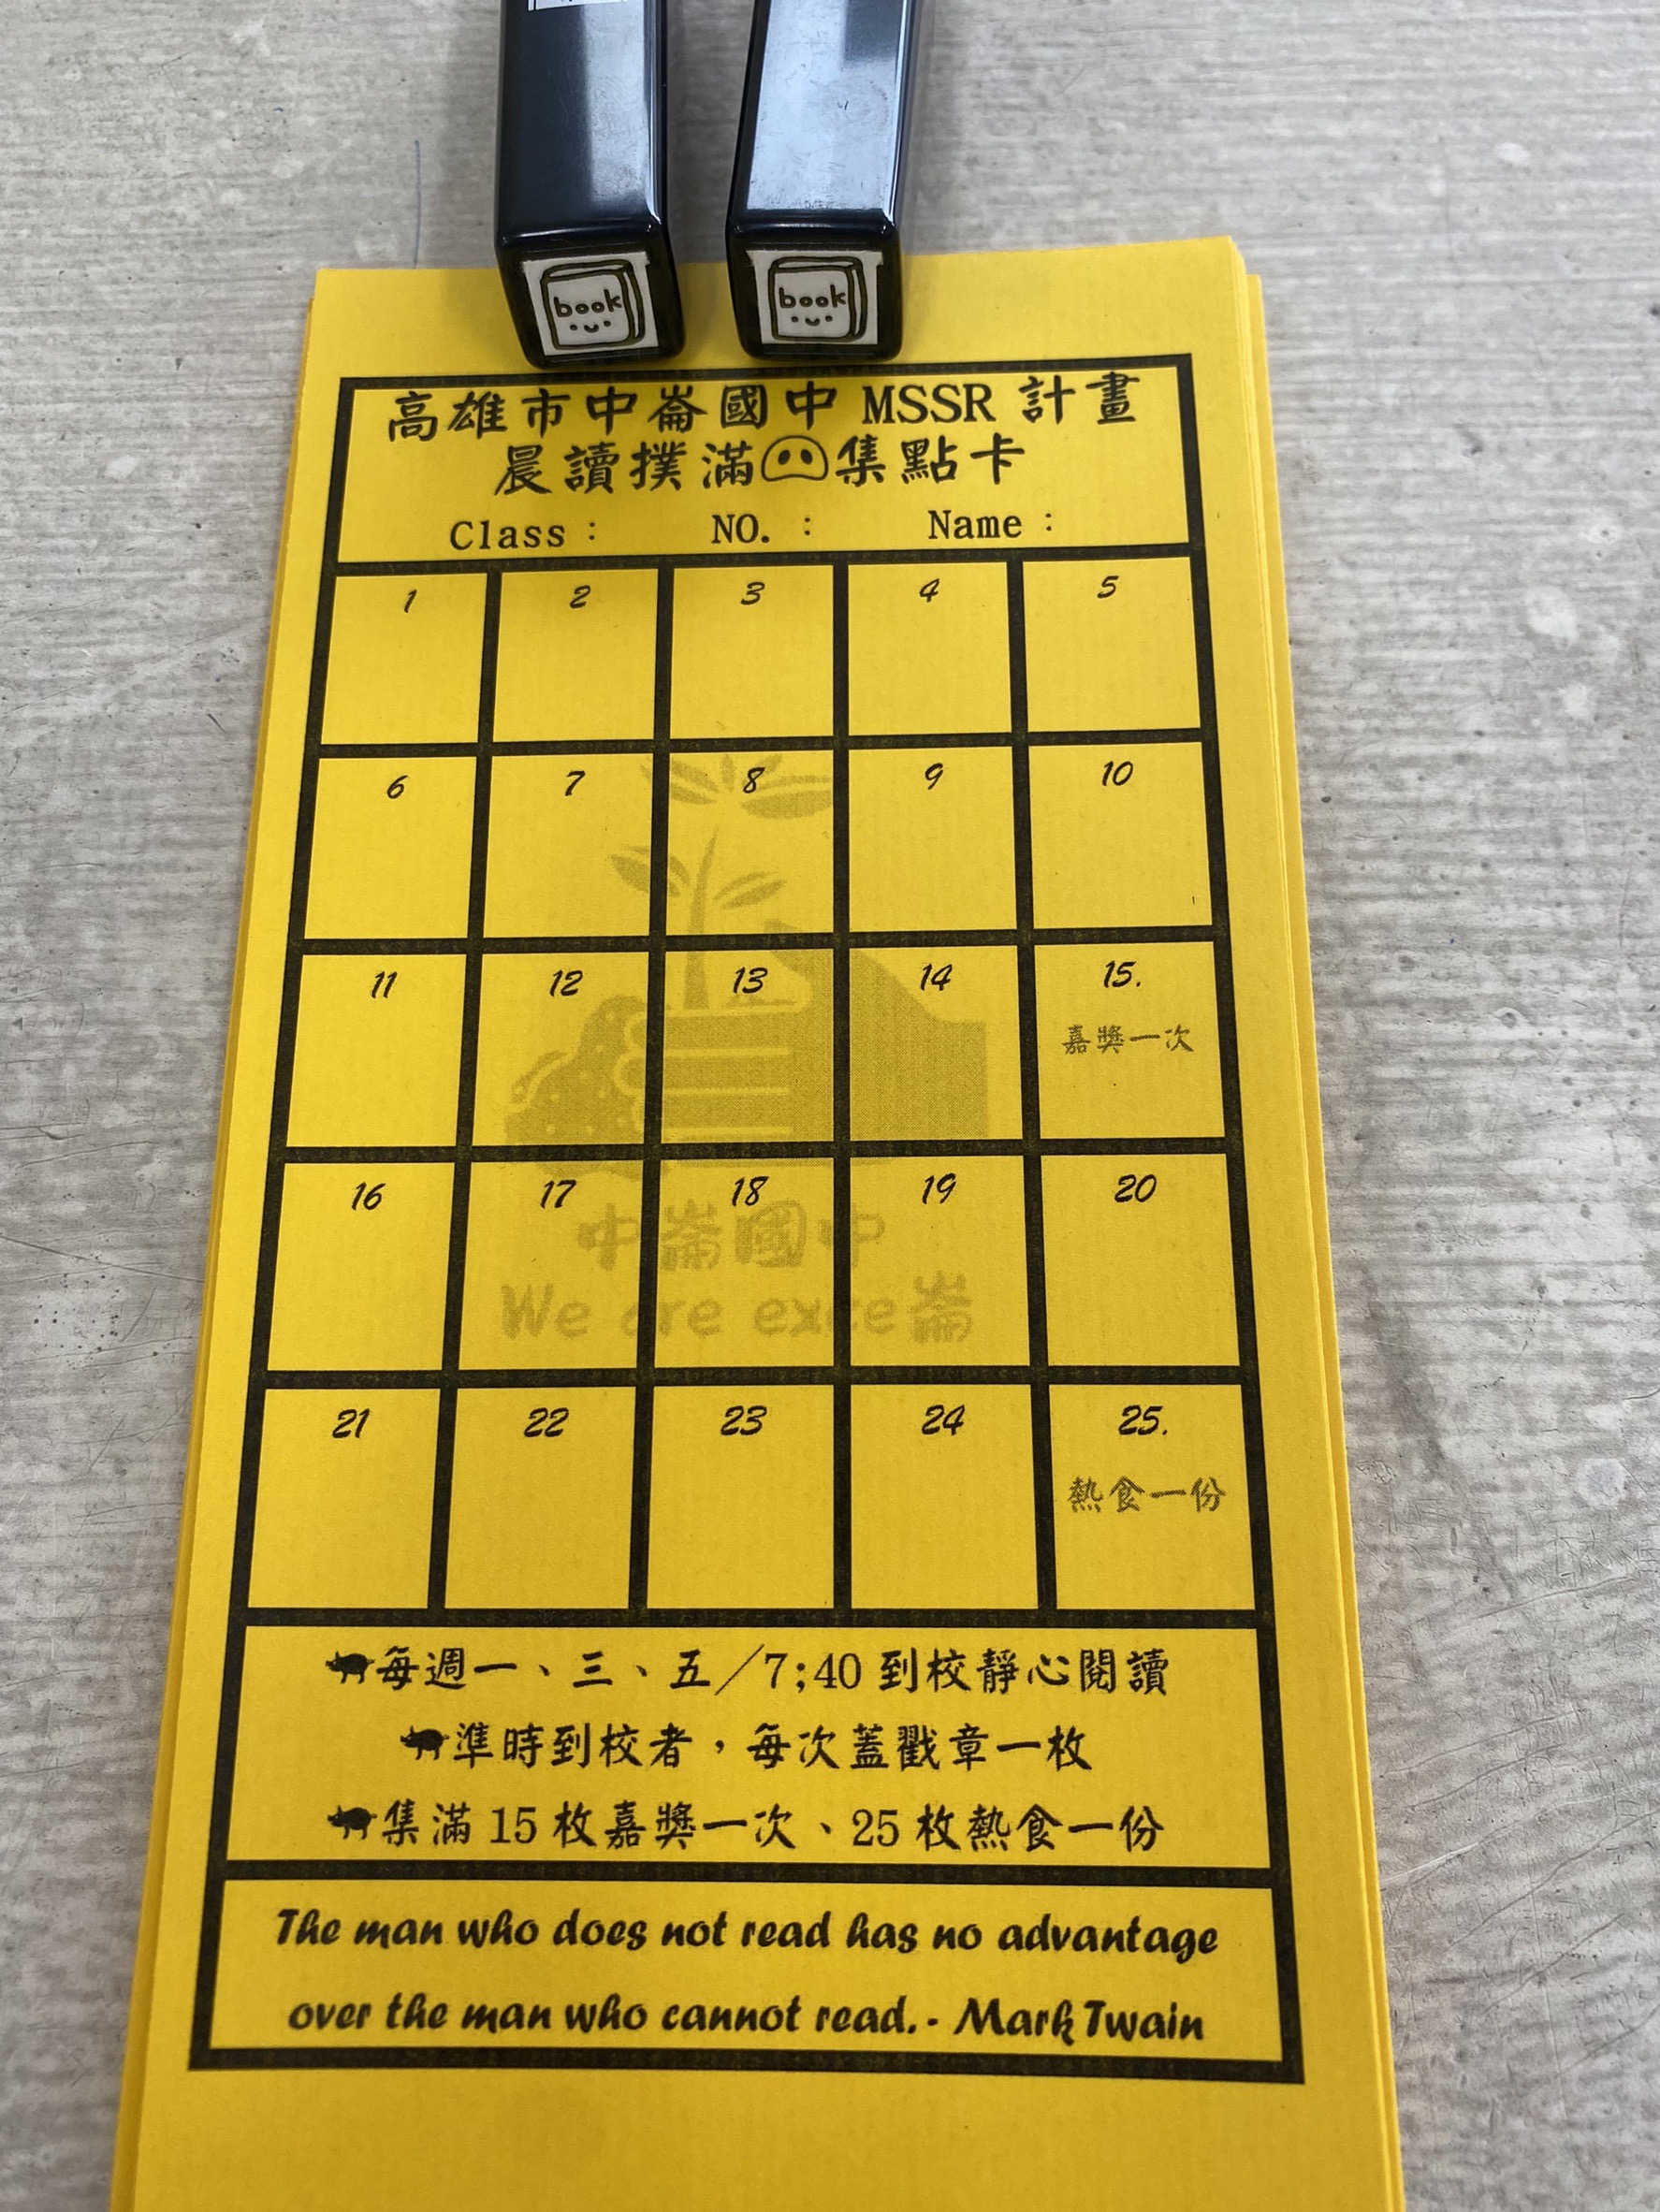 book book
高雄市中崙國中 MSSR 計畫
晨讀撲滿集點卡
Class： NO.： Name：
1 2 3 4 5
6 7 8 9 10
11 12 13 14 15.
嘉獎一次
16 17 18 19 20
中崙國中
We are exce崙
21 22 23 24 25.
熱食一份
每週一、三、五／7;40 到校靜心閱讀
準時到校者，每次蓋戳章一枚
集滿 15 枚嘉獎一次、25 枚熱食一份
The man who does not read has no advantage
over the man who cannot read.- Mark Twain